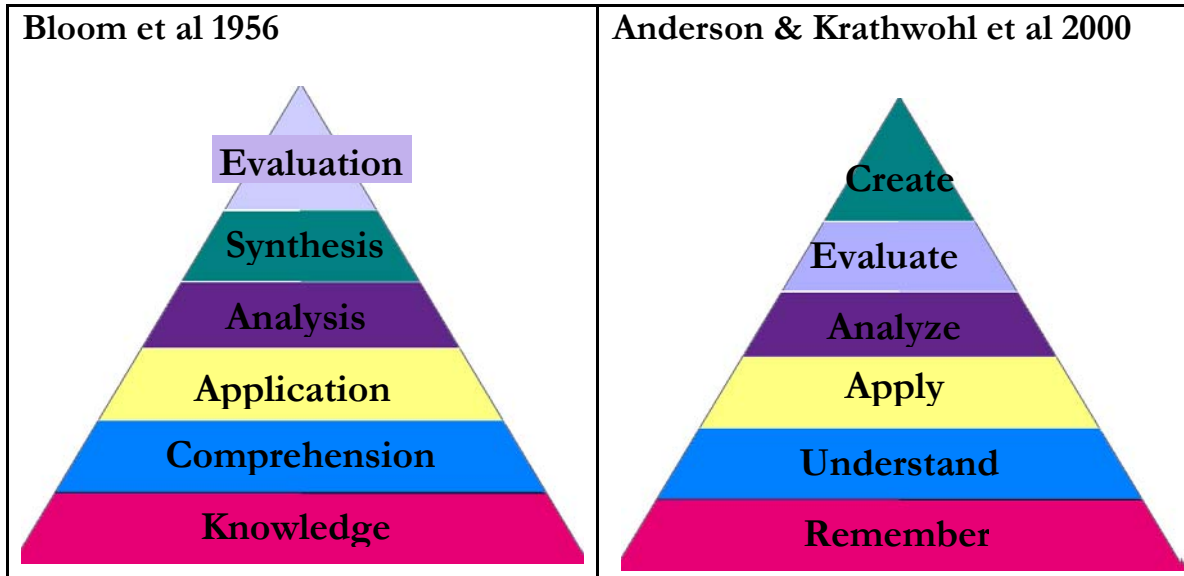 Bloom et al 1956
Evaluation
Synthesis
Analysis
Application
Comprehension
Knowledge
Anderson & Krathwohl et al 2000
Create
Evaluate
Analyze
Apply
Understand
Remember